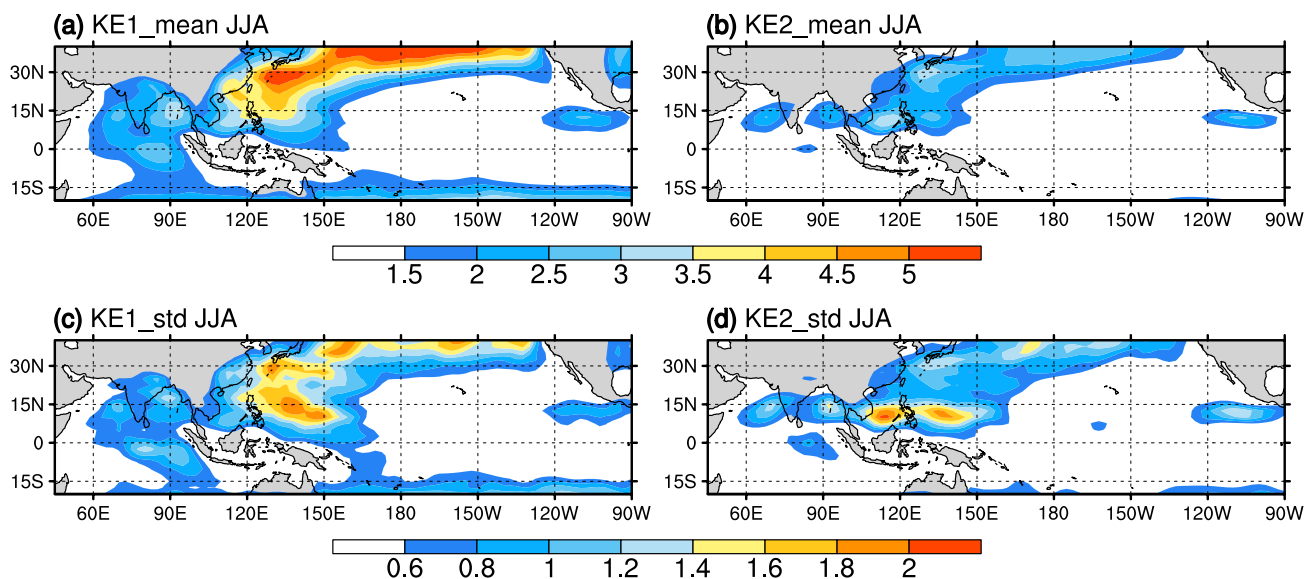 (a) KE1_mean JJA
(b) KE2_mean JJA
30N
15N
0
15S
60E 90E 120E 150E 180 150W 120W 90W
30N
15N
0
15S
60E 90E 120E 150E 180 150W 120W 90W
1.5 2 2.5 3 3.5 4 4.5 5
(c) KE1_std JJA
(d) KE2_std JJA
30N
15N
0
15S
60E 90E 120E 150E 180 150W 120W 90W
30N
15N
0
15S
60E 90E 120E 150E 180 150W 120W 90W
0.6 0.8 1 1.2 1.4 1.6 1.8 2